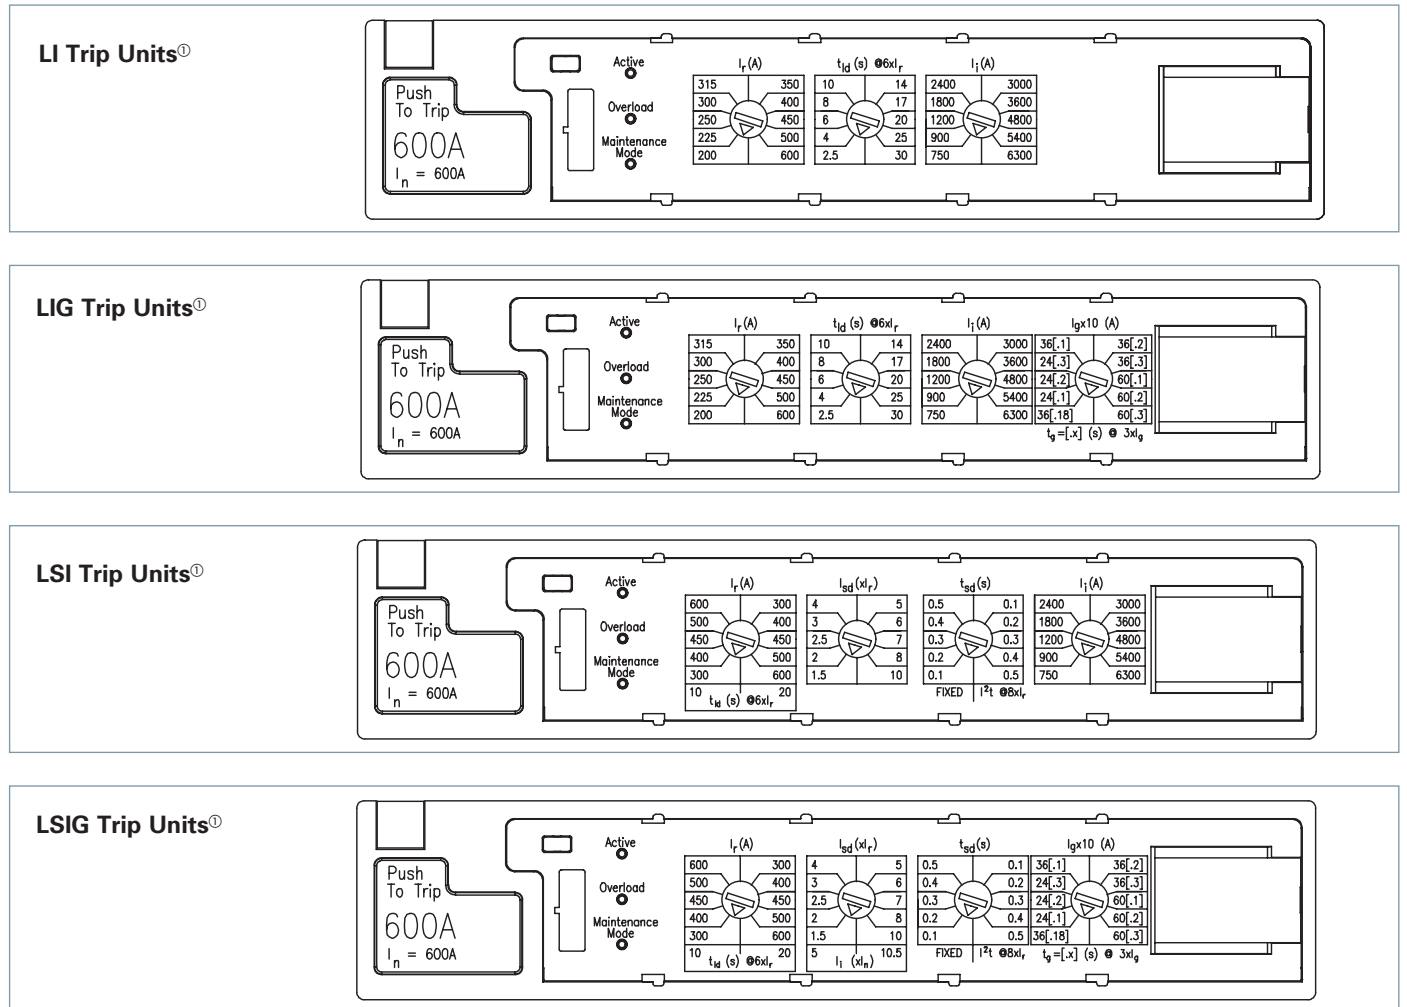 LI Trip Units①
Push
To Trip
600A
In = 600A
Active
Overload
Maintenance
Mode
Ir(A)
315 350
300 400
250 450
225 500
200 600
tld (s) @6xIr
10 14
8 17
6 20
4 25
2.5 30
Ii(A)
2400 3000
1800 3600
1200 4800
900 5400
750 6300
LIG Trip Units①
Push
To Trip
600A
In = 600A
Active
Overload
Maintenance
Mode
Ir(A)
315 350
300 400
250 450
225 500
200 600
tld (s) @6xIr
10 14
8 17
6 20
4 25
2.5 30
Ii(A)
2400 3000
1800 3600
1200 4800
900 5400
750 6300
Igx10 (A)
36[.1] 36[.2]
24[.3] 36[.3]
24[.2] 60[.1]
24[.1] 60[.2]
36[.18] 60[.3]
tg=[.x] (s) @ 3xIg
LSI Trip Units①
Push
To Trip
600A
In = 600A
Active
Overload
Maintenance
Mode
Ir(A)
600 300
500 400
450 450
400 500
300 600
10 20
tld (s) @6xIr
Isd(xIr)
4 5
3 6
2.5 7
2 8
1.5 10
tsd(s)
0.5 0.1
0.4 0.2
0.3 0.3
0.2 0.4
0.1 0.5
FIXED I²t @8xIr
Ii(A)
2400 3000
1800 3600
1200 4800
900 5400
750 6300
LSIG Trip Units①
Push
To Trip
600A
In = 600A
Active
Overload
Maintenance
Mode
Ir(A)
600 300
500 400
450 450
400 500
300 600
10 20
tld (s) @6xIr
Isd(xIr)
4 5
3 6
2.5 7
2 8
1.5 10
5 10.5
Ii (xIn)
tsd(s)
0.5 0.1
0.4 0.2
0.3 0.3
0.2 0.4
0.1 0.5
FIXED I²t @8xIr
Igx10 (A)
36[.1] 36[.2]
24[.3] 36[.3]
24[.2] 60[.1]
24[.1] 60[.2]
36[.18] 60[.3]
tg=[.x] (s) @ 3xIg